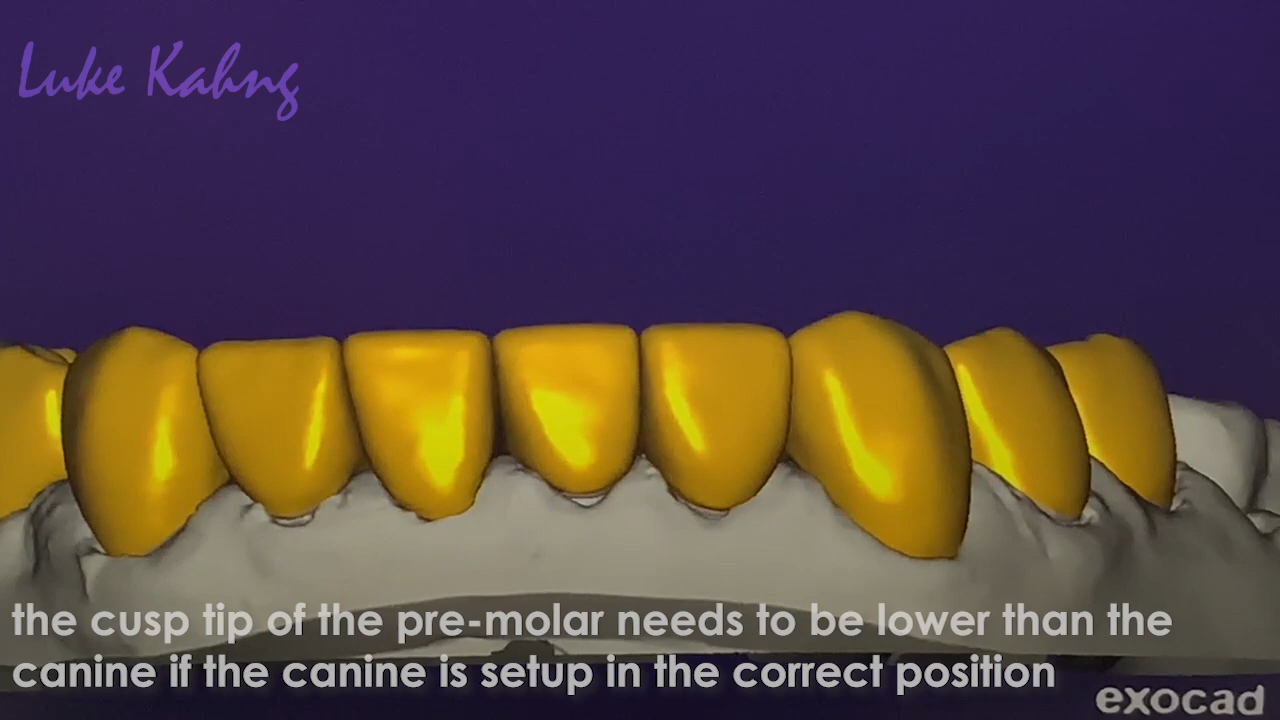 Luke Kahng
the cusp tip of the pre-molar needs to be lower than the
canine if the canine is setup in the correct position
exocad